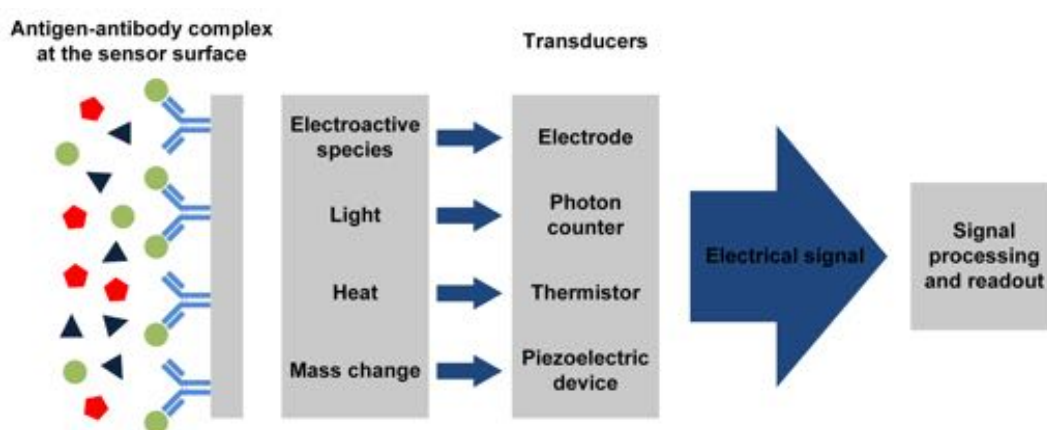 Antigen-antibody complex
at the sensor surface
Transducers
Electroactive
species
Electrode
Light
Photon
counter
Heat
Thermistor
Mass change
Piezoelectric
device
Electrical signal
Signal
processing
and readout